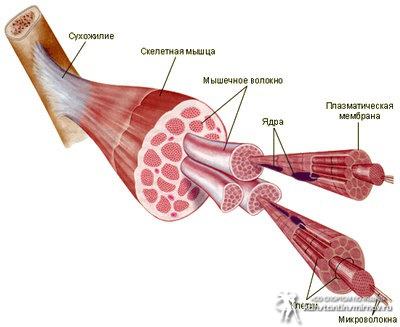 Сухожилие
Скелетная мышца
Мышечное волокно
Плазматическая
мембрана
Ядра
Микроволокна